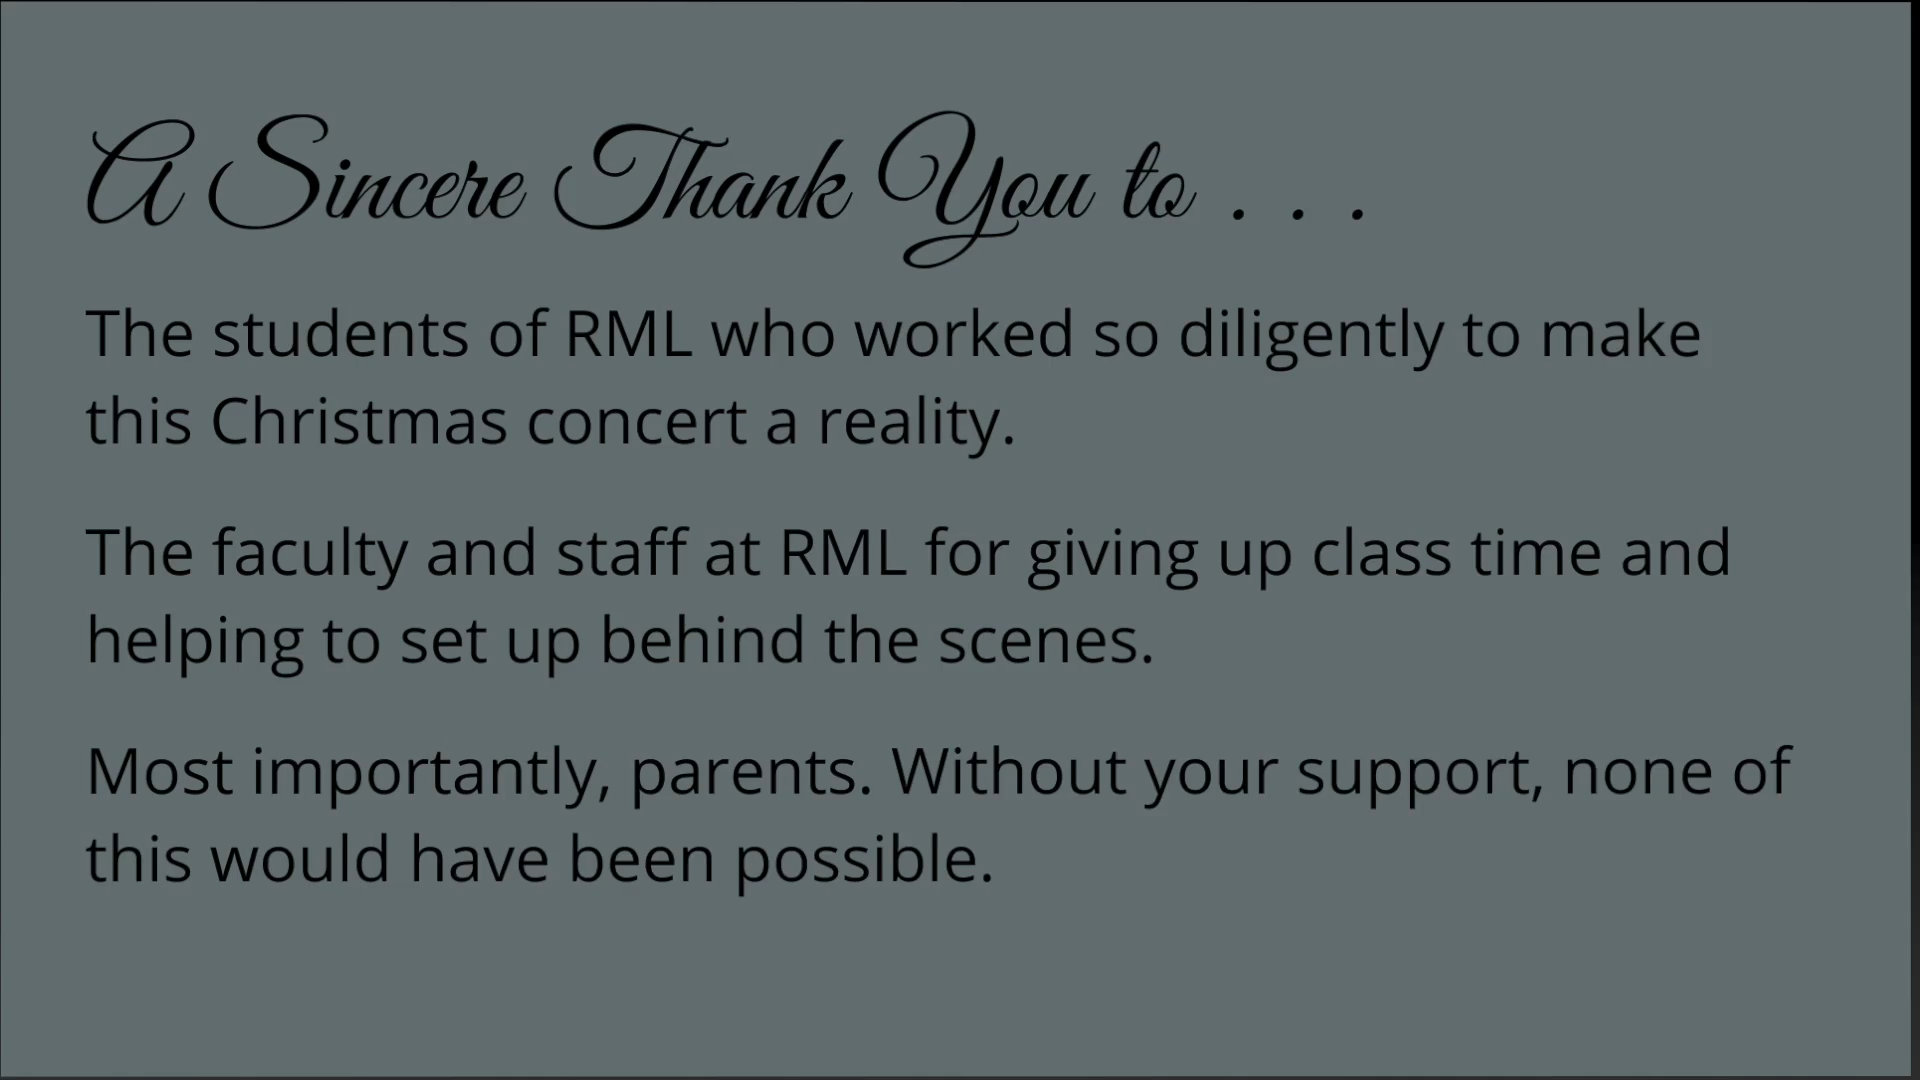 A Sincere Thank You to . . .
The students of RML who worked so diligently to make
this Christmas concert a reality.
The faculty and staff at RML for giving up class time and
helping to set up behind the scenes.
Most importantly, parents. Without your support, none of
this would have been possible.